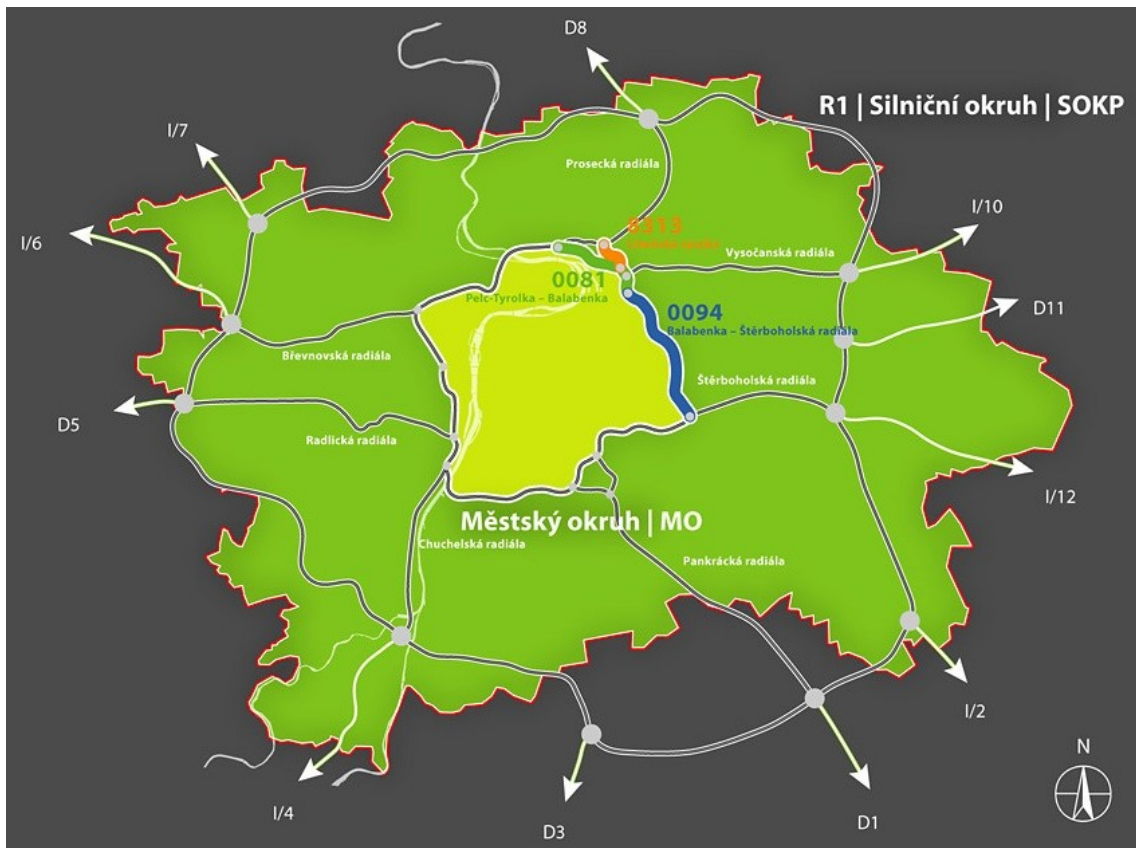 D8
R1 | Silniční okruh | SOKP
I/7
Prosecká radiála
I/10
I/6
8313
Vysočanská radiála
0081
Pelc-Tyrolka – Balabenka
0094
Balabenka – Štěrboholská radiála
D11
Břevnovská radiála
Štěrboholská radiála
D5
Radlická radiála
I/12
Městský okruh | MO
Chuchelská radiála
Pankrácká radiála
I/2
N
I/4
D3
D1